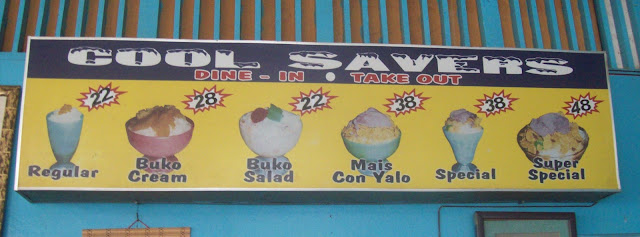 COOL SAVERS
DINE - IN • TAKE OUT
22 28 22 38 38 48
Regular Buko Cream Buko Salad Mais Con Yalo Special Super Special